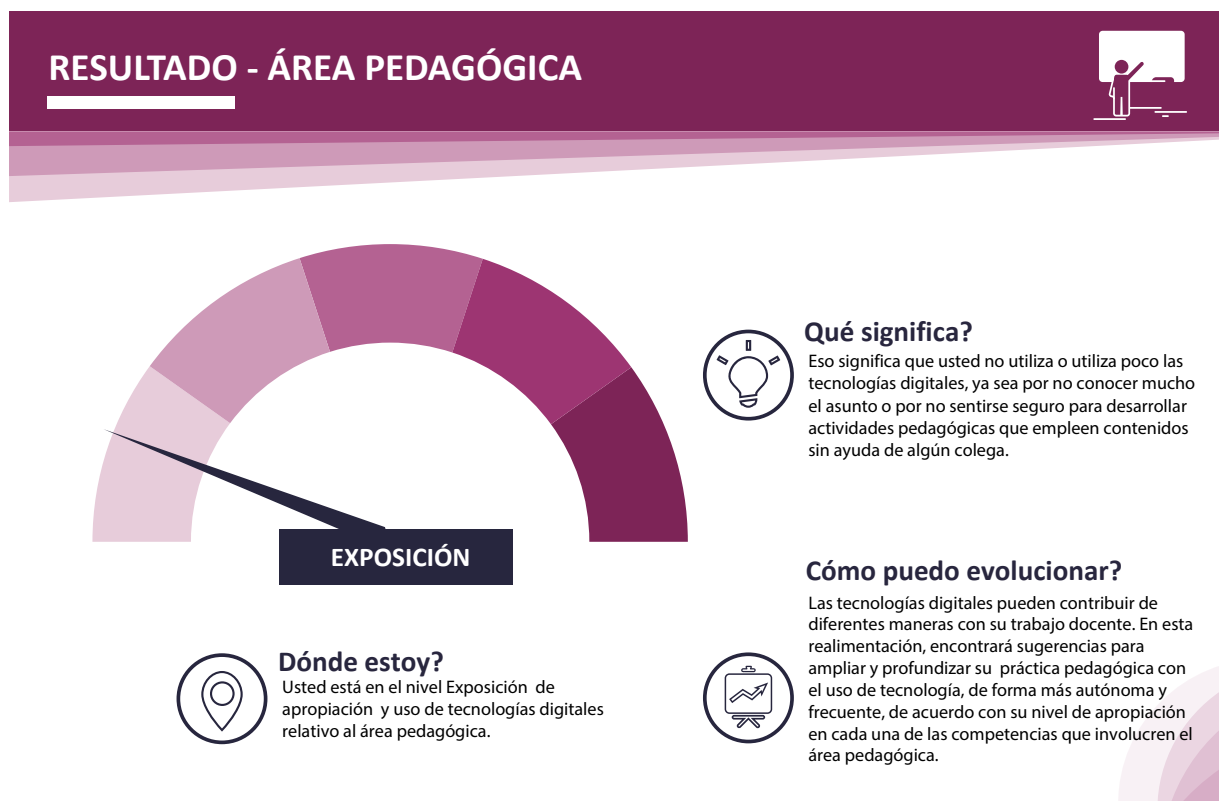 RESULTADO - ÁREA PEDAGÓGICA
EXPOSICIÓN
Dónde estoy?
Usted está en el nivel Exposición de
apropiación y uso de tecnologías digitales
relativo al área pedagógica.
Qué significa?
Eso significa que usted no utiliza o utiliza poco las
tecnologías digitales, ya sea por no conocer mucho
el asunto o por no sentirse seguro para desarrollar
actividades pedagógicas que empleen contenidos
sin ayuda de algún colega.
Cómo puedo evolucionar?
Las tecnologías digitales pueden contribuir de
diferentes maneras con su trabajo docente. En esta
realimentación, encontrará sugerencias para
ampliar y profundizar su práctica pedagógica con
el uso de tecnología, de forma más autónoma y
frecuente, de acuerdo con su nivel de apropiación
en cada una de las competencias que involucren el
área pedagógica.